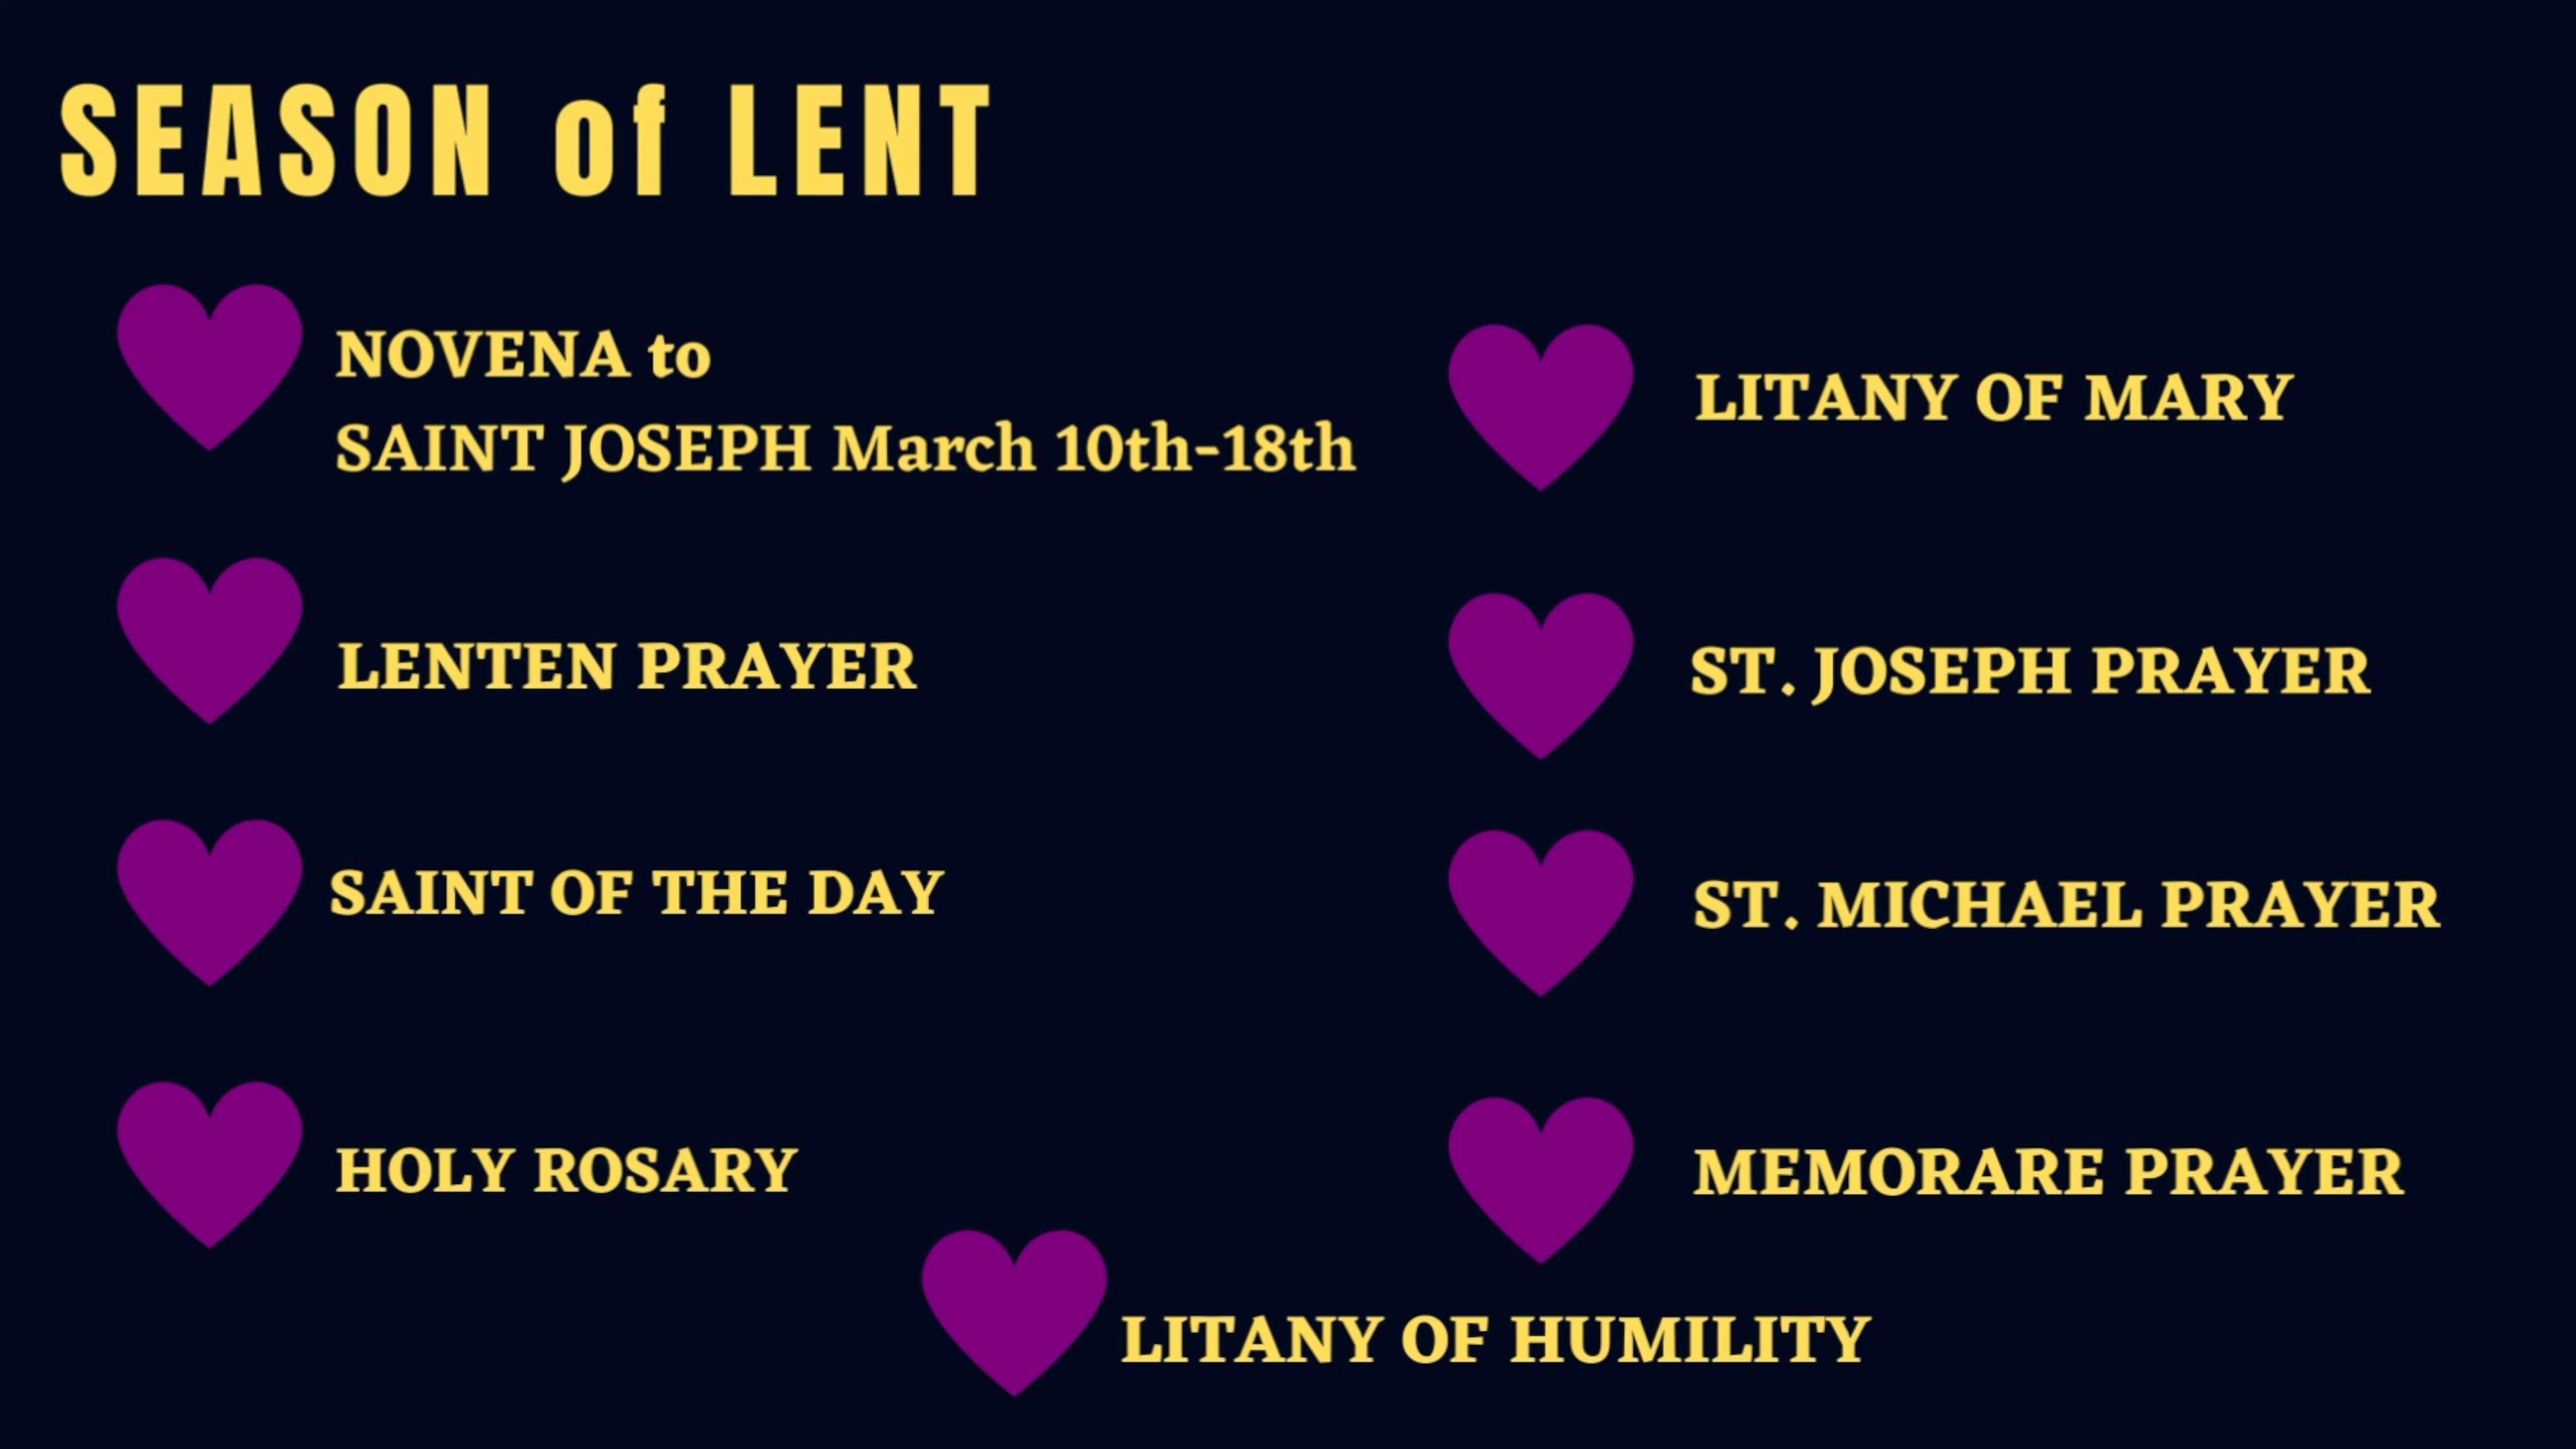 SEASON of LENT
NOVENA to
SAINT JOSEPH March 10th-18th
LENTEN PRAYER
SAINT OF THE DAY
HOLY ROSARY
LITANY OF MARY
ST. JOSEPH PRAYER
ST. MICHAEL PRAYER
MEMORARE PRAYER
LITANY OF HUMILITY